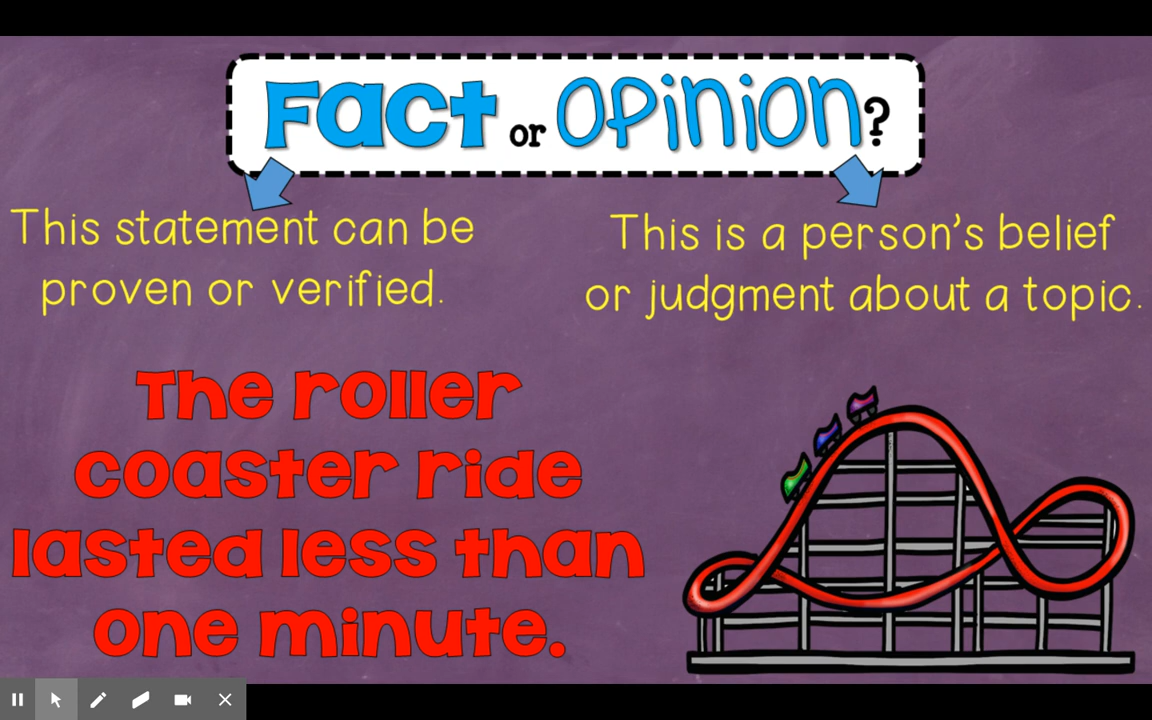 Fact or Opinion?
This statement can be
proven or verified.
This is a person's belief
or judgment about a topic.
The roller
coaster ride
lasted less than
one minute.